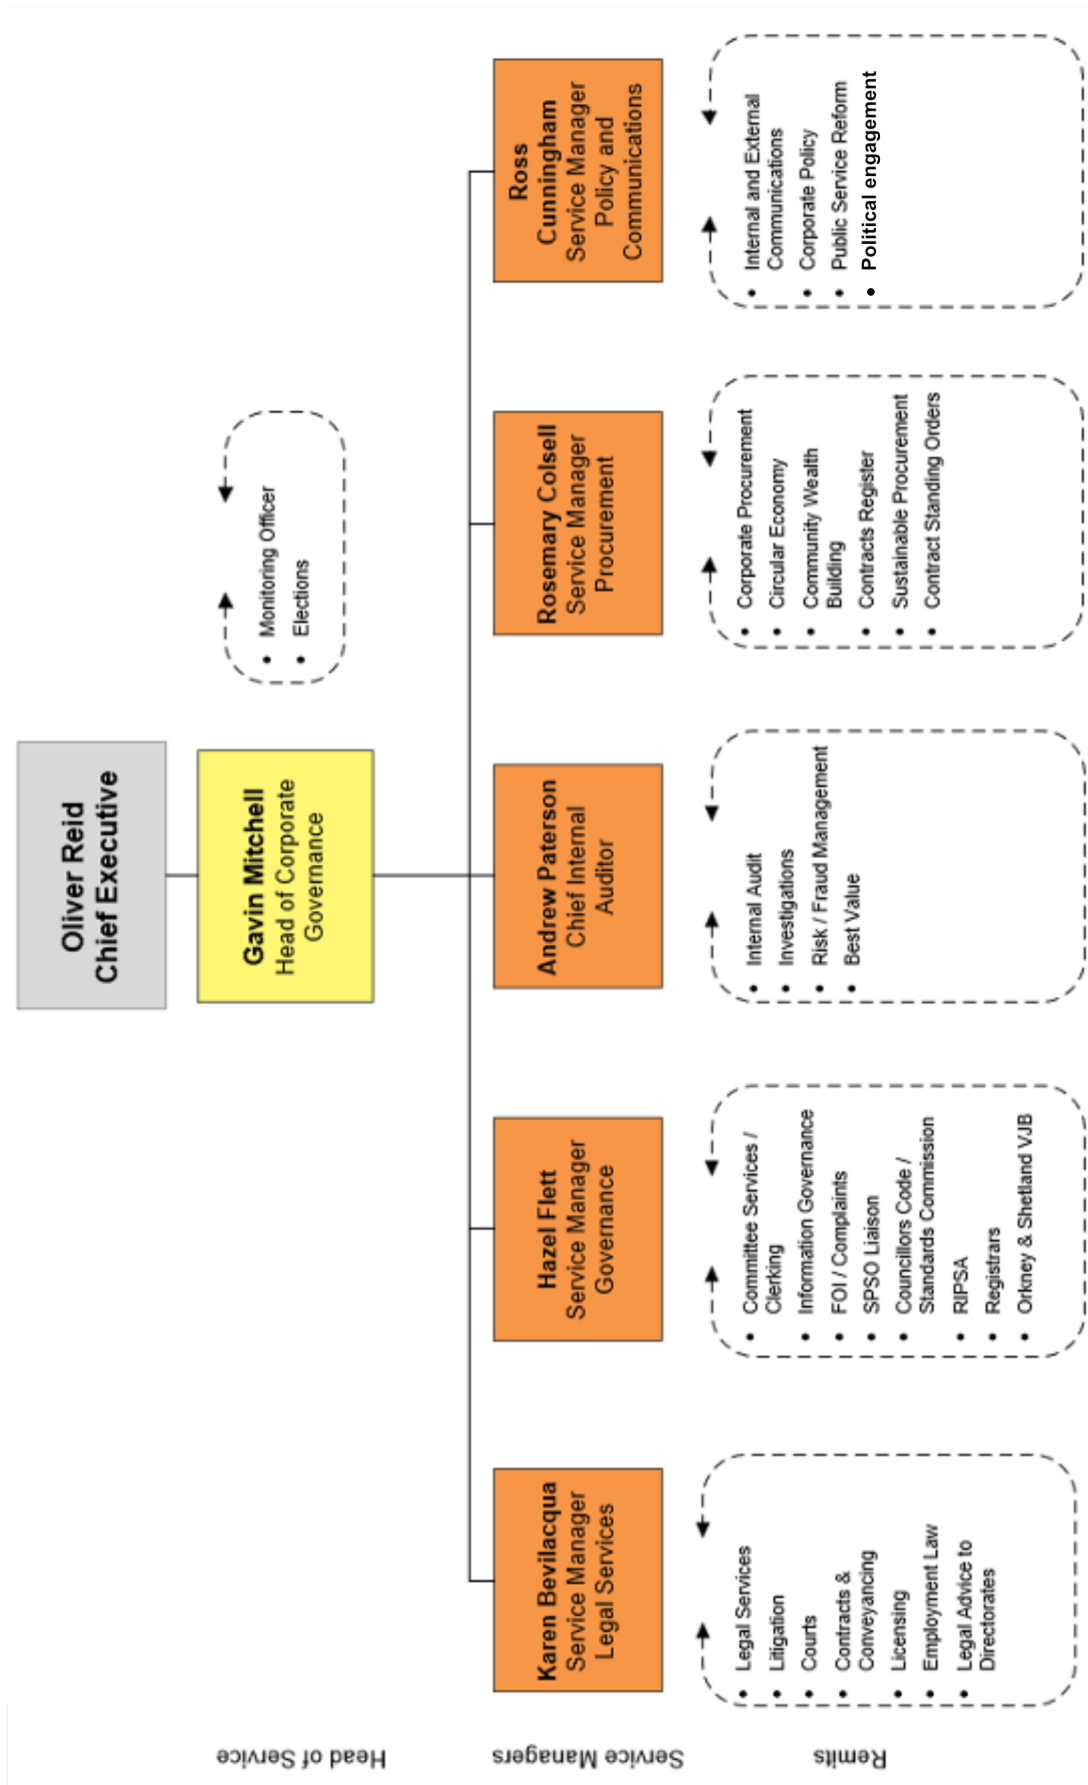 Oliver Reid
Chief Executive
Head of Service
Gavin Mitchell
Head of Corporate
Governance
• Monitoring Officer
• Elections
Service Managers
Karen Bevilacqua
Service Manager
Legal Services
Hazel Flett
Service Manager
Governance
Andrew Paterson
Chief Internal
Auditor
Rosemary Colsell
Service Manager
Procurement
Ross
Cunningham
Service Manager
Policy and
Communications
Remits
• Legal Services
• Litigation
• Courts
• Contracts &
Conveyancing
• Licensing
• Employment Law
• Legal Advice to
Directorates
• Committee Services /
Clerking
• Information Governance
• FOI / Complaints
• SPSO Liaison
• Councillors Code /
Standards Commission
• RIPSA
• Registrars
• Orkney & Shetland VJB
• Internal Audit
• Investigations
• Risk / Fraud Management
• Best Value
• Corporate Procurement
• Circular Economy
• Community Wealth
Building
• Contracts Register
• Sustainable Procurement
• Contract Standing Orders
• Internal and External
Communications
• Corporate Policy
• Public Service Reform
• Political engagement